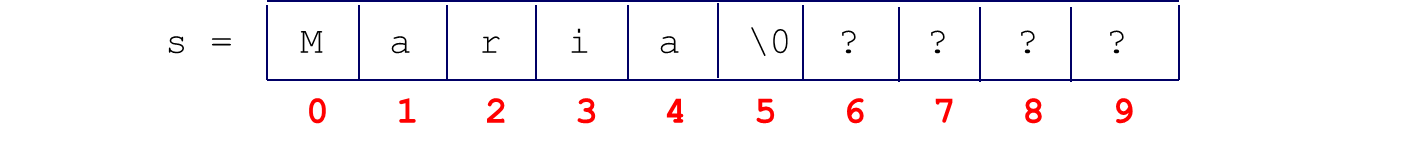 s = M a r i a \0 ? ? ? ?
0 1 2 3 4 5 6 7 8 9